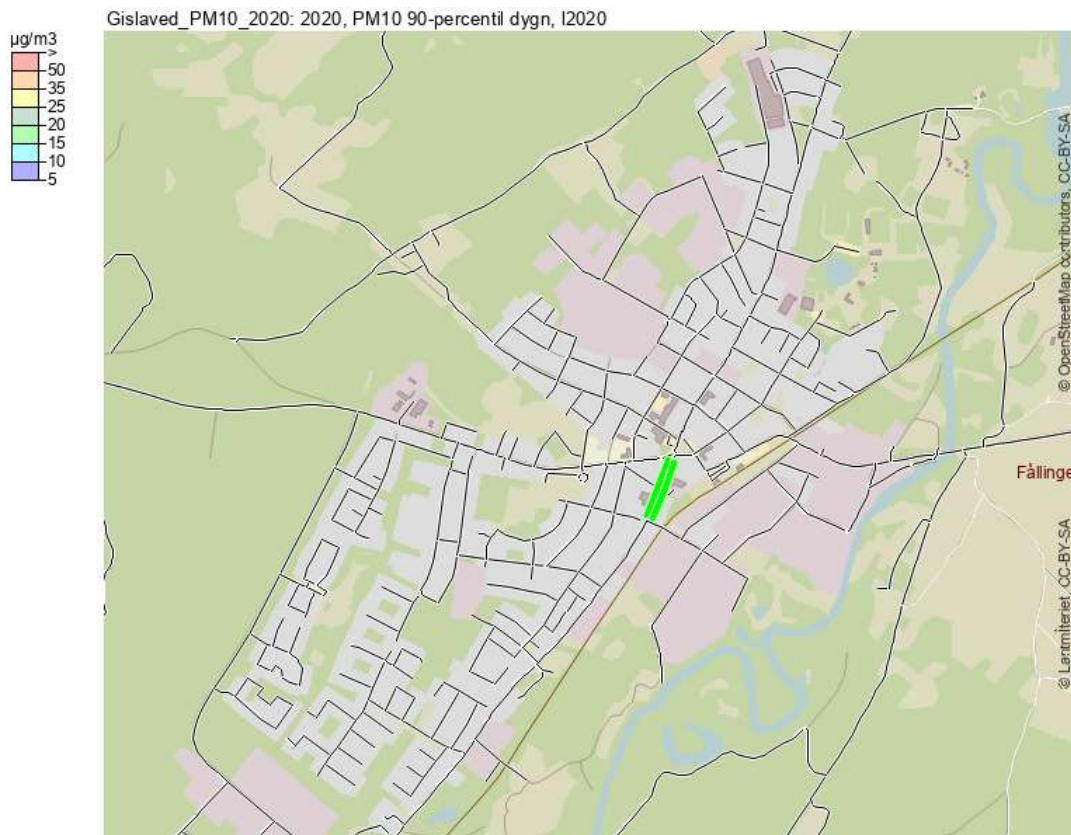 Gislaved_PM10_2020: 2020, PM10 90-percentil dygn, I2020
µg/m3
>
50
35
25
20
15
10
5
© OpenStreetMap contributors, CC-BY-SA
Fållinge
© Lantmäteriet, CC-BY-SA